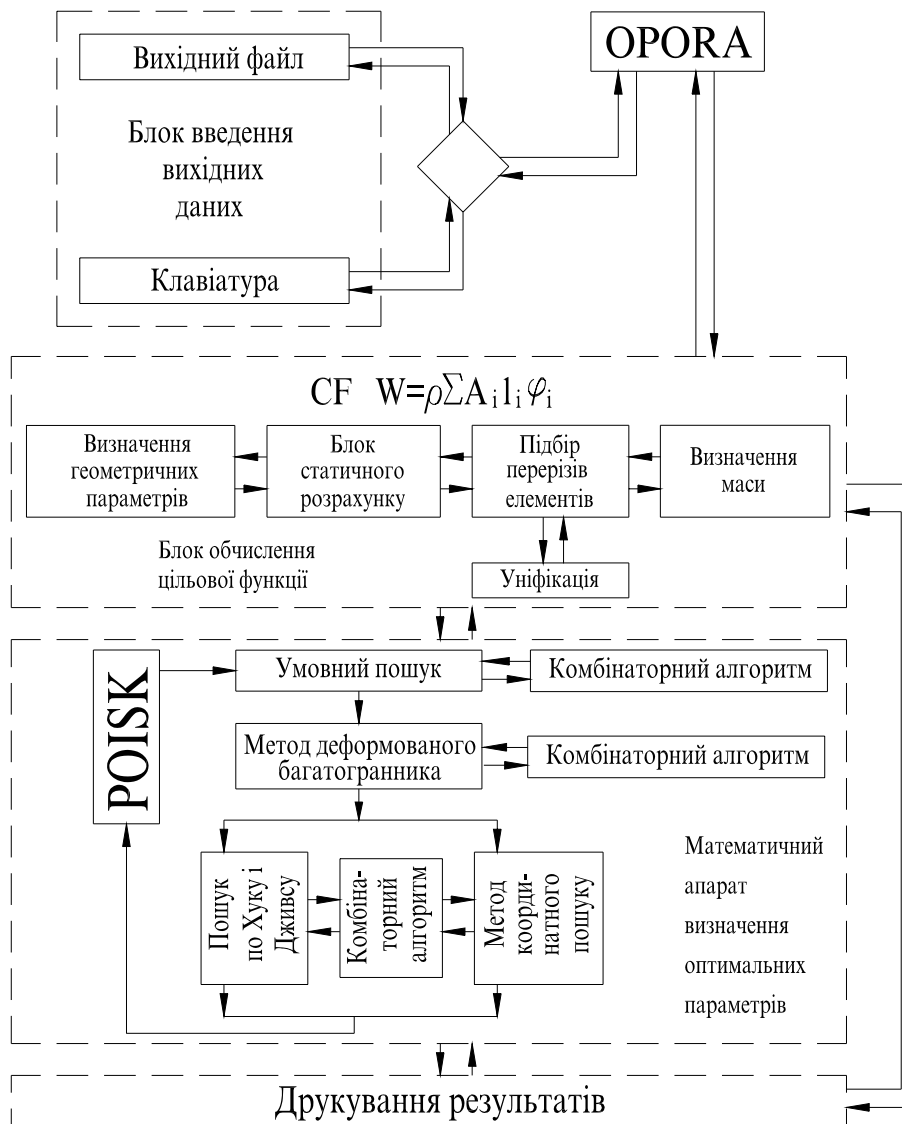 Вихідний файл
OPORA
Блок введення
вихідних
даних
Клавіатура
CF W=ρ∑A i l i φ i
Визначення
геометричних
параметрів
Блок
статичного
розрахунку
Підбір
перерізів
елементів
Визначення
маси
Блок обчислення
цільової функції
Уніфікація
POISK
Умовний пошук
Комбінаторний алгоритм
Метод деформованого
багатогранника
Комбінаторний алгоритм
Пошук
по Хуку і
Дживсу
Комбіна-
торний
алгоритм
Метод
коорди-
натного
пошуку
Математичний
апарат
визначення
оптимальних
параметрів
Друкування результатів